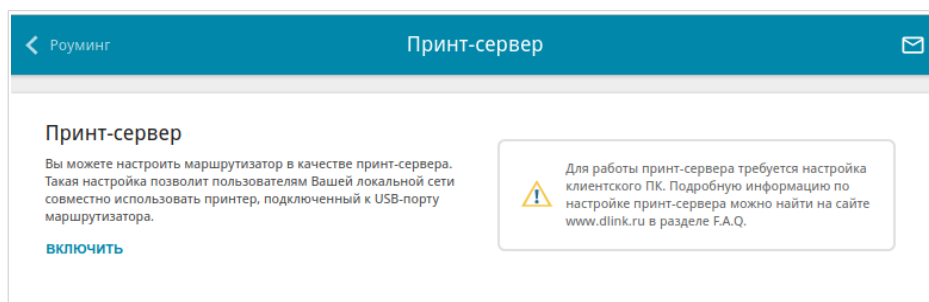 Роуминг
Принт-сервер
Принт-сервер
Вы можете настроить маршрутизатор в качестве принт-сервера.
Такая настройка позволит пользователям Вашей локальной сети
совместно использовать принтер, подключенный к USB-порту
маршрутизатора.
ВКЛЮЧИТЬ
Для работы принт-сервера требуется настройка
клиентского ПК. Подробную информацию по
настройке принт-сервера можно найти на сайте
www.dlink.ru в разделе F.A.Q.